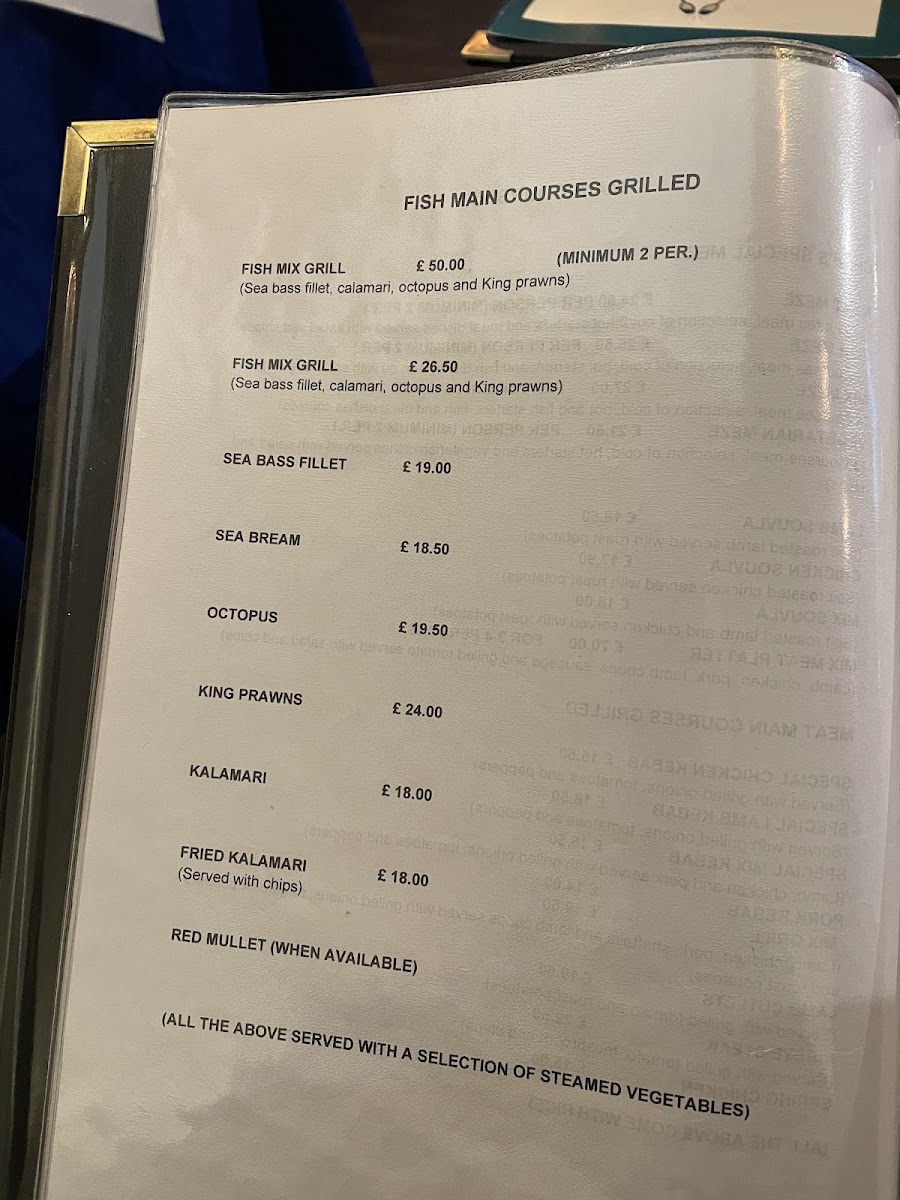 FISH MAIN COURSES GRILLED
FISH MIX GRILL £ 50.00 (MINIMUM 2 PER.)
(Sea bass fillet, calamari, octopus and King prawns)
FISH MIX GRILL £ 26.50
(Sea bass fillet, calamari, octopus and King prawns)
SEA BASS FILLET £ 19.00
SEA BREAM £ 18.50
OCTOPUS £ 19.50
KING PRAWNS £ 24.00
KALAMARI £ 18.00
FRIED KALAMARI £ 18.00
(Served with chips)
RED MULLET (WHEN AVAILABLE)
(ALL THE ABOVE SERVED WITH A SELECTION OF STEAMED VEGETABLES)